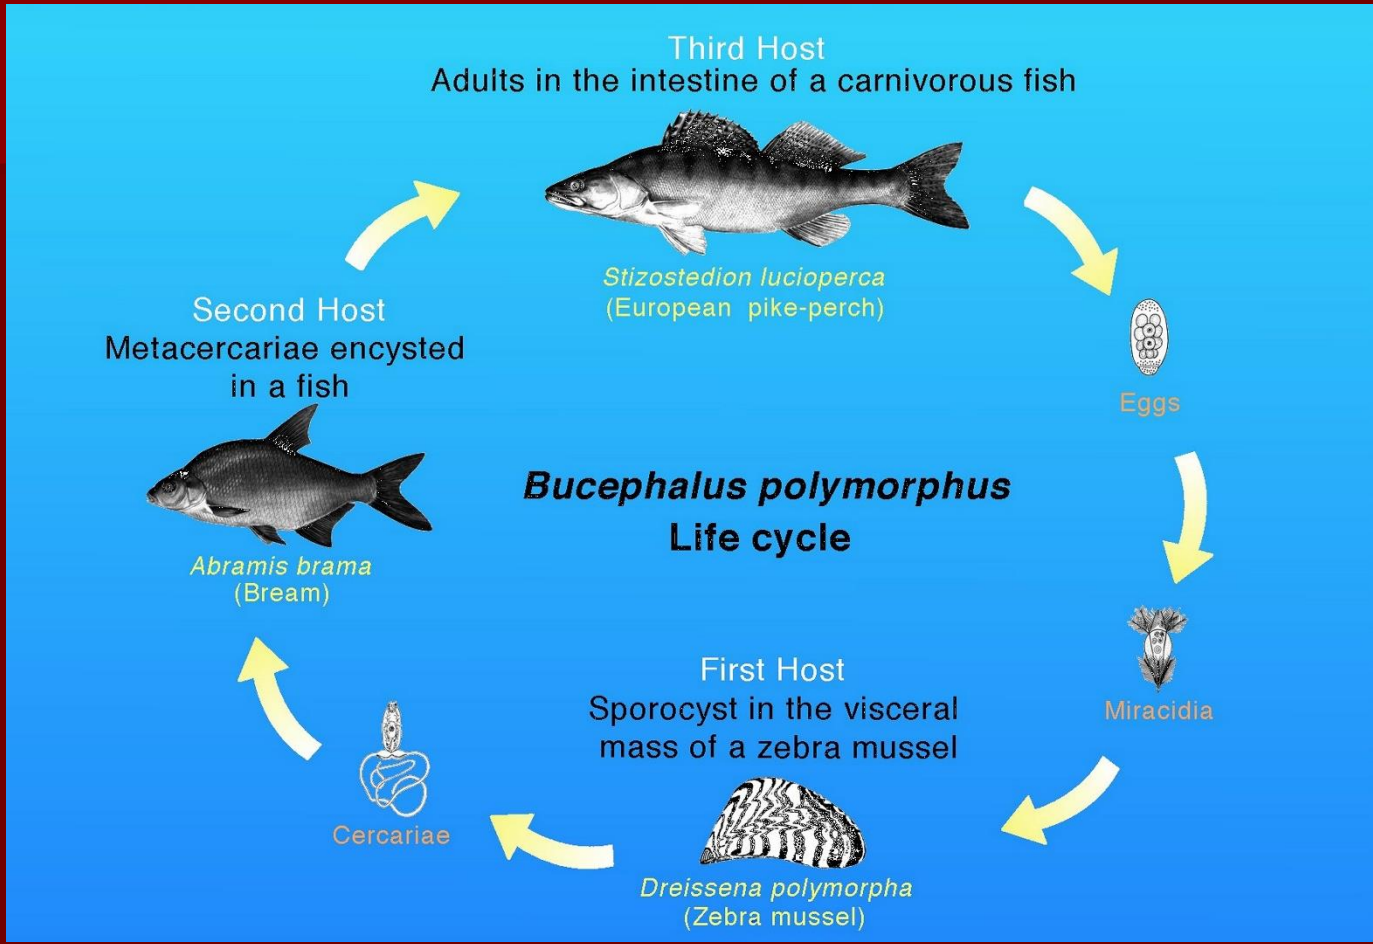 Third Host
Adults in the intestine of a carnivorous fish
Stizostedion lucioperca
(European pike-perch)
Eggs
Miracidia
First Host
Sporocyst in the visceral
mass of a zebra mussel
Dreissena polymorpha
(Zebra mussel)
Cercariae
Second Host
Metacercariae encysted
in a fish
Abramis brama
(Bream)
Bucephalus polymorphus
Life cycle